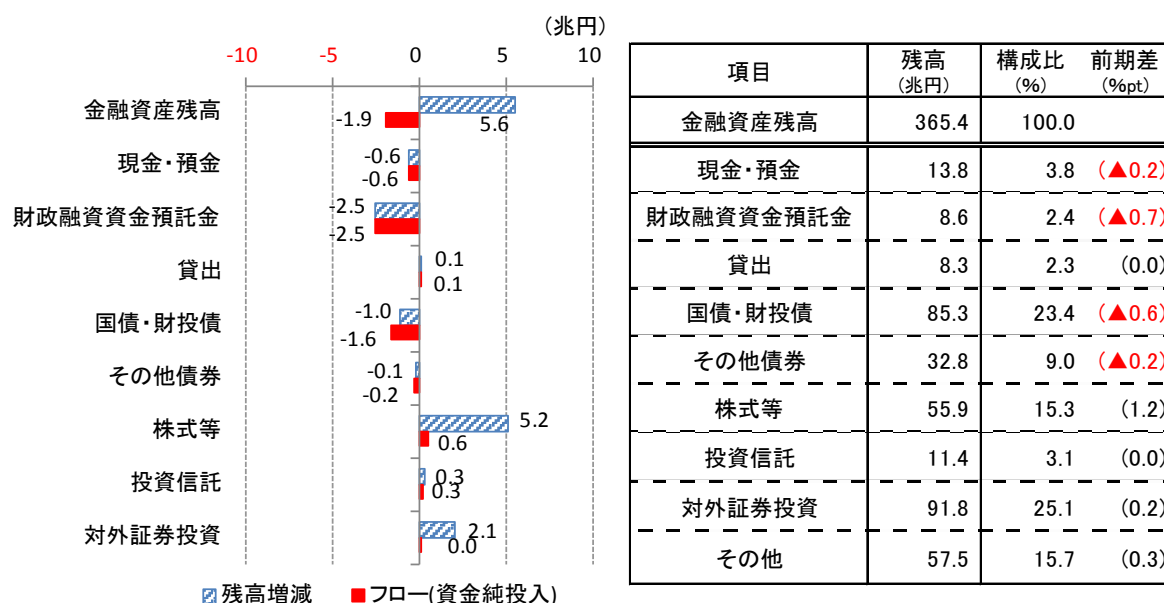 (兆円)
-10 -5 0 5 10
金融資産残高
5.6
-1.9
現金・預金
-0.6
-0.6
財政融資資金預託金
-2.5
-2.5
貸出
0.1
0.1
国債・財投債
-1.0
-1.6
その他債券
-0.1
-0.2
株式等
5.2
0.6
投資信託
0.3
0.3
対外証券投資
2.1
0.0
残高増減 フロー(資金純投入)
項目 残高 構成比 前期差
(兆円) (%) (%pt)
金融資産残高 365.4 100.0
現金・預金 13.8 3.8 (▲0.2)
財政融資資金預託金 8.6 2.4 (▲0.7)
貸出 8.3 2.3 (0.0)
国債・財投債 85.3 23.4 (▲0.6)
その他債券 32.8 9.0 (▲0.2)
株式等 55.9 15.3 (1.2)
投資信託 11.4 3.1 (0.0)
対外証券投資 91.8 25.1 (0.2)
その他 57.5 15.7 (0.3)